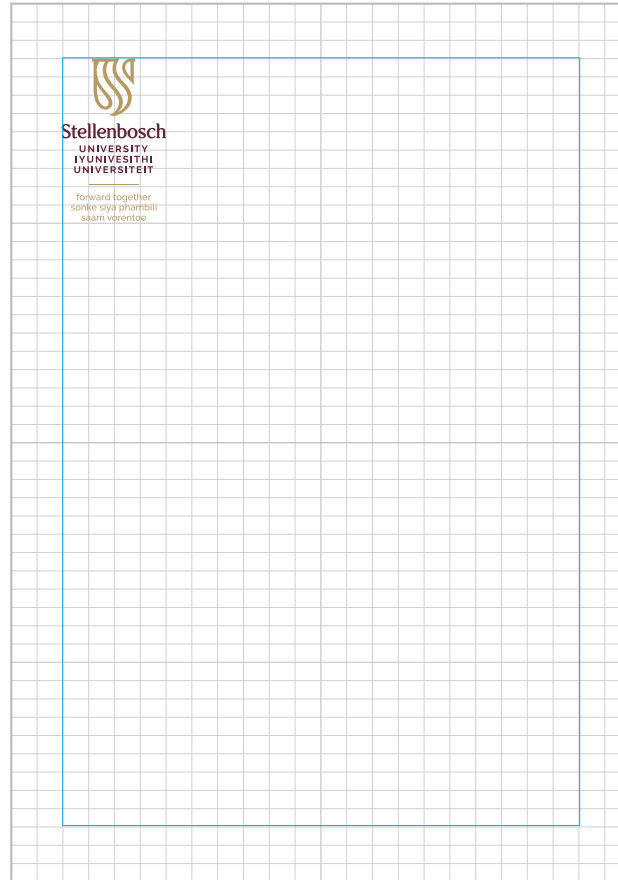 Stellenbosch
UNIVERSITY
IYUNIVESITHI
UNIVERSITEIT
forward together
sonke siya phambili
saam vorentoe